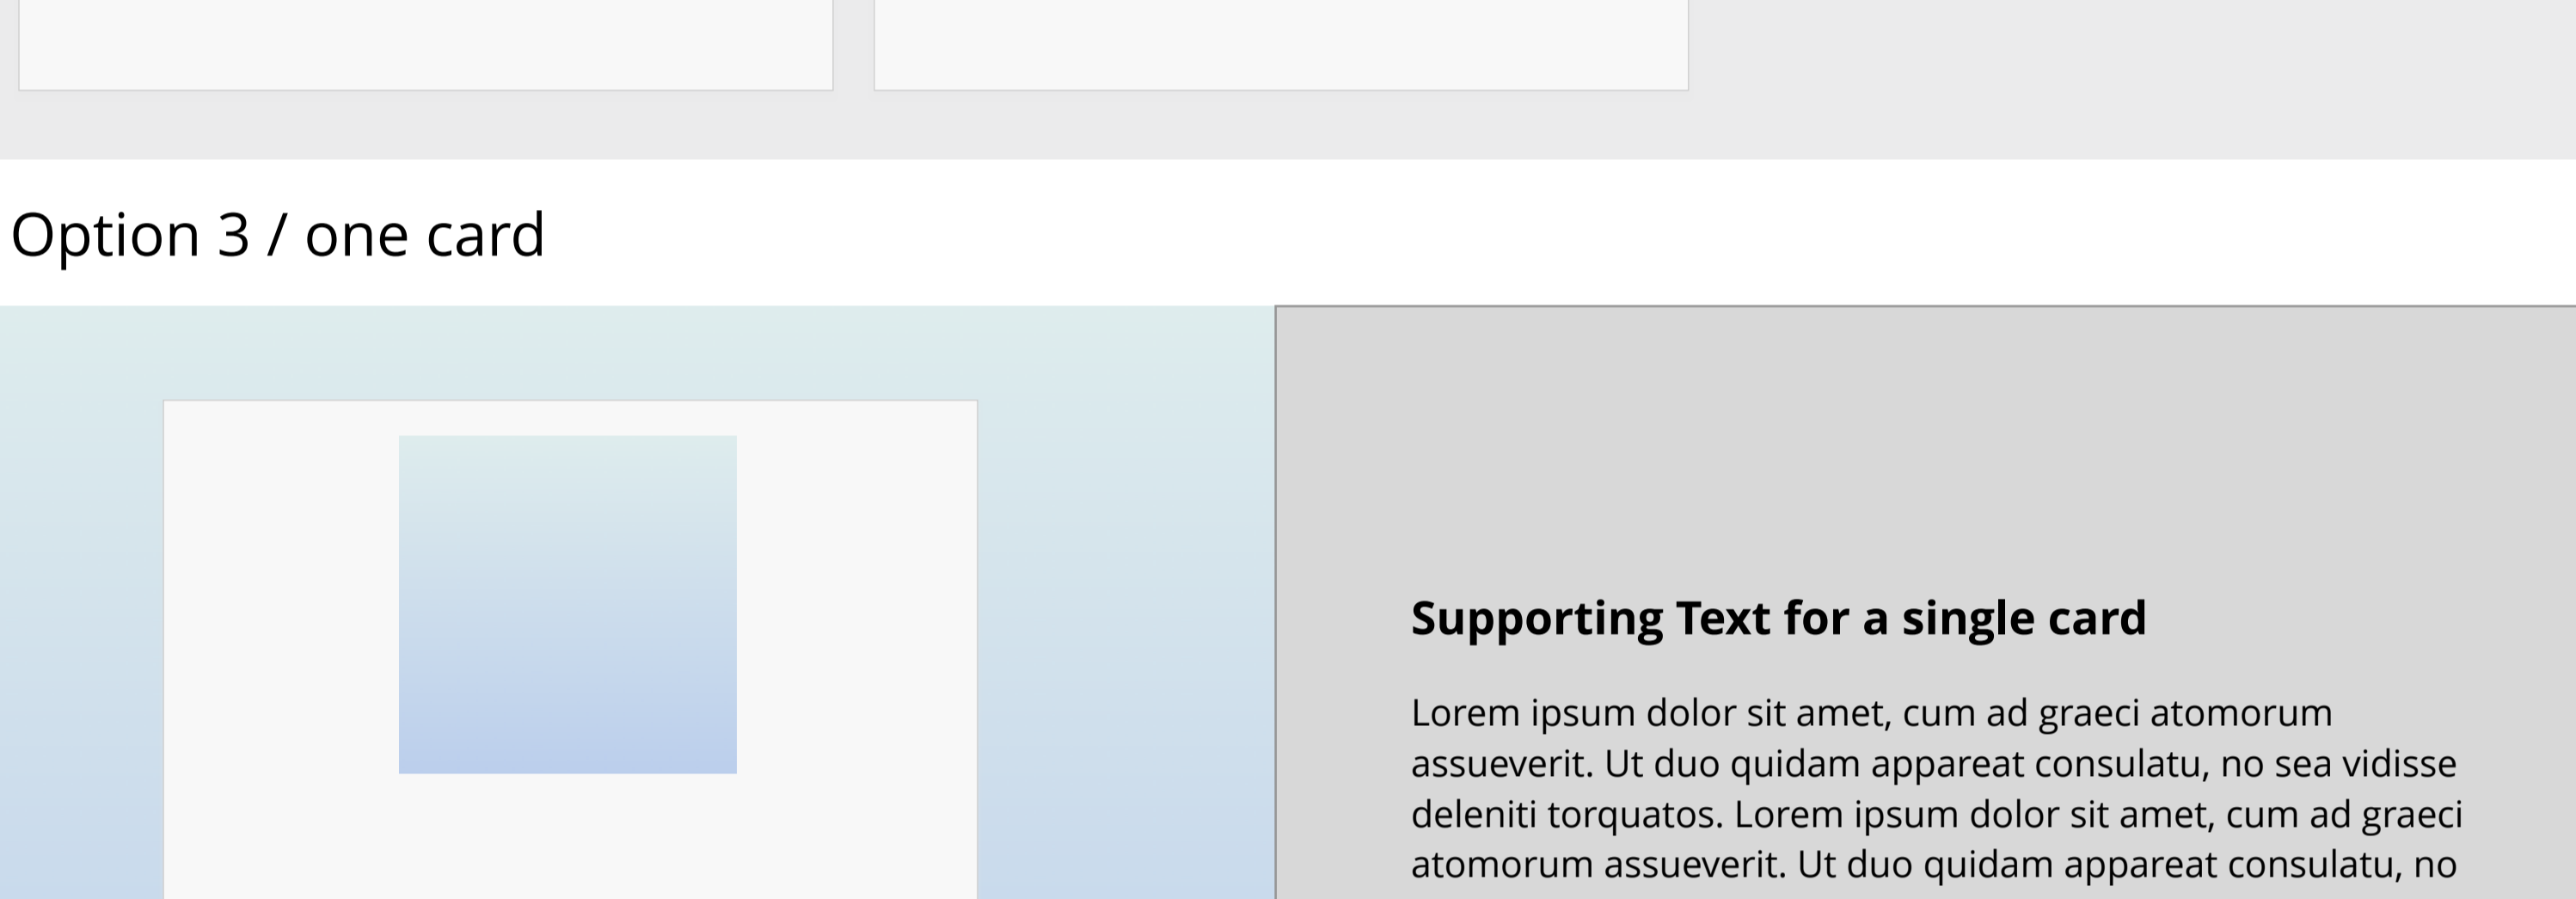 Option 3 / one card
Supporting Text for a single card
Lorem ipsum dolor sit amet, cum ad graeci atomorum
assueverit. Ut duo quidam appareat consulatu, no sea vidisse
deleniti torquatos. Lorem ipsum dolor sit amet, cum ad graeci
atomorum assueverit. Ut duo quidam appareat consulatu, no